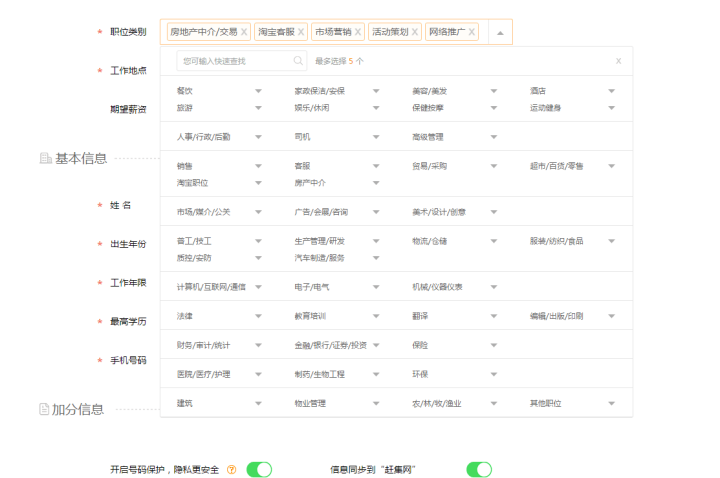 * 职位类别 房地产中介/交易 X 淘宝客服 X 市场营销 X 活动策划 X 网络推广 X
您可输入快速查找 最多选择 5 个 x
* 工作地点
餐饮 家政保洁/安保 美容/美发 酒店
期望薪资 旅游 娱乐/休闲 保健按摩 运动健身
人事/行政/后勤 司机 高级管理
基本信息
销售 客服 贸易/采购 超市/百货/零售
淘宝职位 房产中介
* 姓 名 市场/媒介/公关 广告/会展/咨询 美术/设计/创意
* 出生年份 普工/技工 生产管理/研发 物流/仓储 服装/纺织/食品
质控/安防 汽车制造/服务
* 工作年限 计算机/互联网/通信 电子/电气 机械/仪器仪表
* 最高学历 法律 教育培训 翻译 编辑/出版/印刷
财务/审计/统计 金融/银行/证券/投资 保险
* 手机号码
医院/医疗/护理 制药/生物工程 环保
加分信息 建筑 物业管理 农/林/牧/渔业 其他职位
开启号码保护，隐私更安全 ? 信息同步到“赶集网”